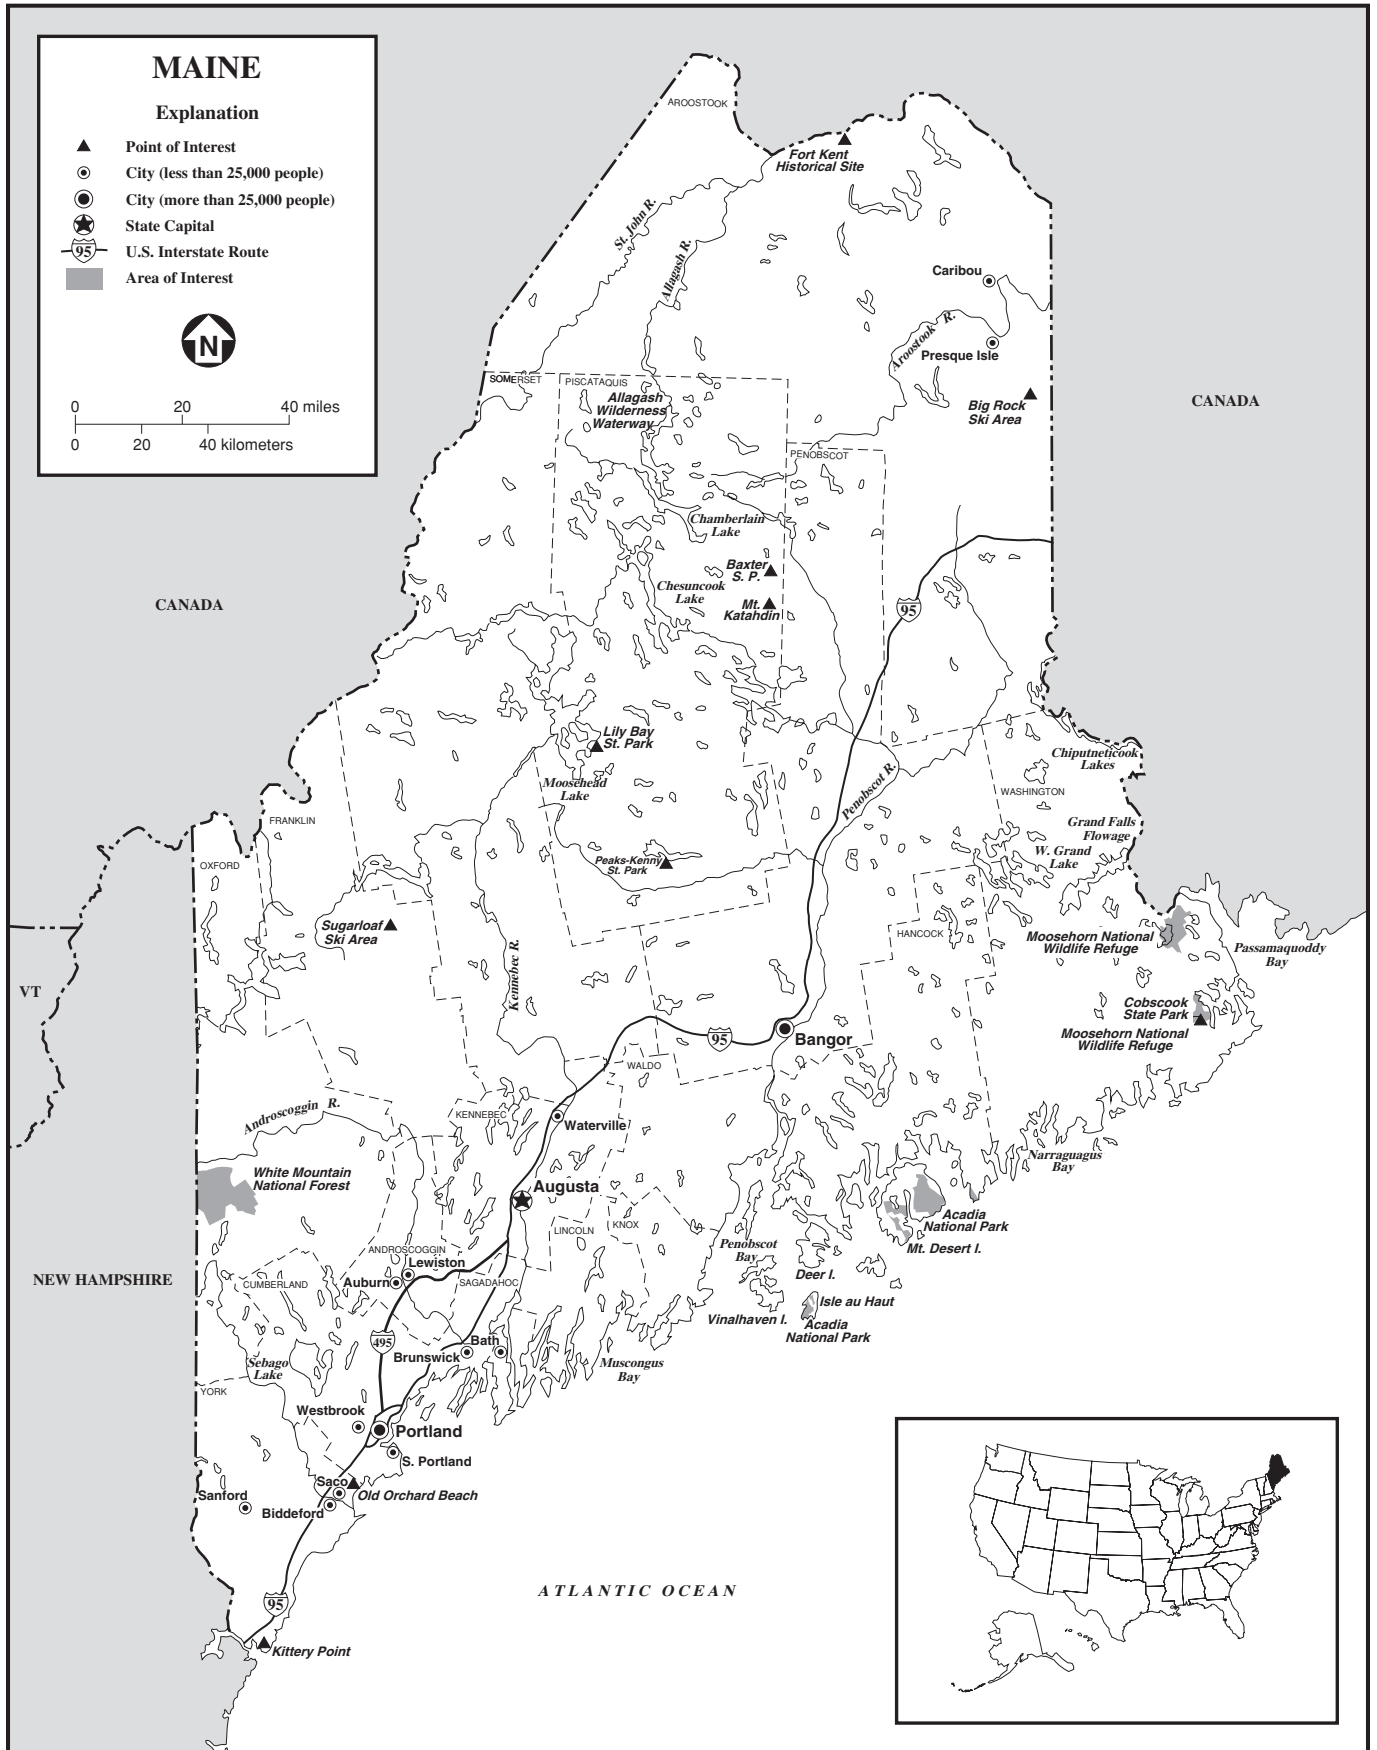 MAINE
Explanation
Point of Interest
City (less than 25,000 people)
City (more than 25,000 people)
State Capital
95
U.S. Interstate Route
Area of Interest
N
0 20 40 miles
0 20 40 kilometers
AROOSTOOK
Fort Kent
Historical Site
St. John R.
Allagash R.
Caribou
Aroostook R.
Presque Isle
Big Rock
Ski Area
CANADA
SOMERSET
PISCATAQUIS
Allagash
Wilderness
Waterway
PENOBSCOT
Chamberlain
Lake
Baxter
S. P.
Chesuncook
Lake
Mt.
Katahdin
95
CANADA
Lily Bay
St. Park
Moosehead
Lake
Chiputneticook
Lakes
Penobscot R.
WASHINGTON
FRANKLIN
Grand Falls
Flowage
W. Grand
Lake
OXFORD
Peaks-Kenny
St. Park
Sugarloaf
Ski Area
HANCOCK
Moosehorn National
Wildlife Refuge
Passamaquoddy
Bay
Kennebec R.
VT
Cobscook
State Park
Moosehorn National
Wildlife Refuge
95
Bangor
WALDO
Androscoggin R.
KENNEBEC
Waterville
Narraguagus
Bay
White Mountain
National Forest
Augusta
Acadia
National Park
LINCOLN
KNOX
Mt. Desert I.
Penobscot
Bay
ANDROSCOGGIN
Lewiston
Auburn
CUMBERLAND
SAGADAHOC
NEW HAMPSHIRE
Deer I.
Isle au Haut
Vinalhaven I.
Acadia
National Park
495
Bath
Brunswick
Sebago
Lake
Muscongus
Bay
YORK
Westbrook
Portland
S. Portland
Saco
Old Orchard Beach
Sanford
Biddeford
ATLANTIC OCEAN
95
Kittery Point